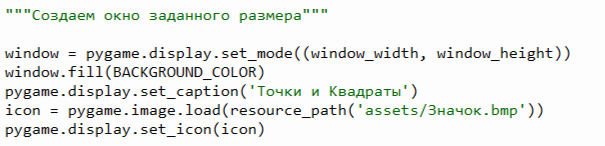 """Создаем окно заданного размера"""
window = pygame.display.set_mode((window_width, window_height))
window.fill(BACKGROUND_COLOR)
pygame.display.set_caption('Точки и Квадраты')
icon = pygame.image.load(resource_path('assets/Значок.bmp'))
pygame.display.set_icon(icon)